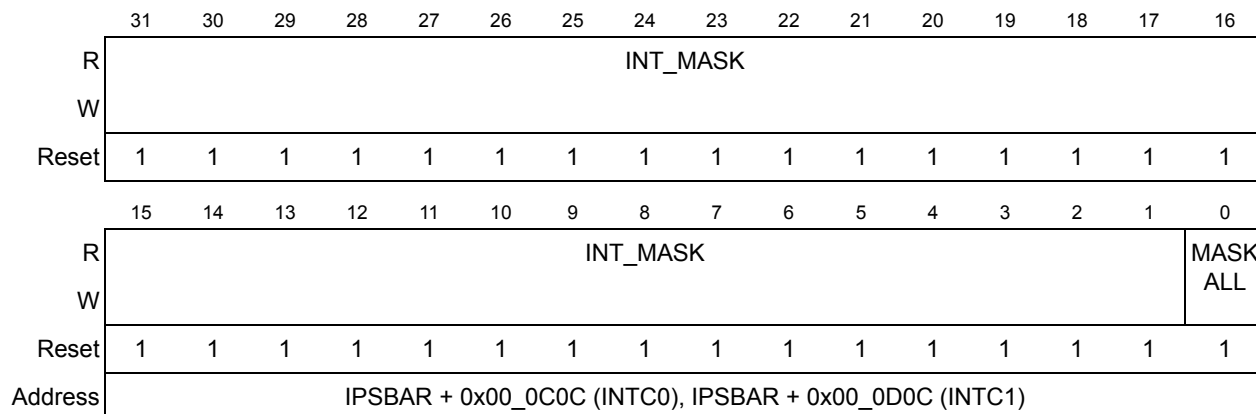 31 30 29 28 27 26 25 24 23 22 21 20 19 18 17 16
R INT_MASK
W
Reset 1 1 1 1 1 1 1 1 1 1 1 1 1 1 1 1
15 14 13 12 11 10 9 8 7 6 5 4 3 2 1 0
R INT_MASK MASK
W ALL
Reset 1 1 1 1 1 1 1 1 1 1 1 1 1 1 1 1
Address IPSBAR + 0x00_0C0C (INTC0), IPSBAR + 0x00_0D0C (INTC1)